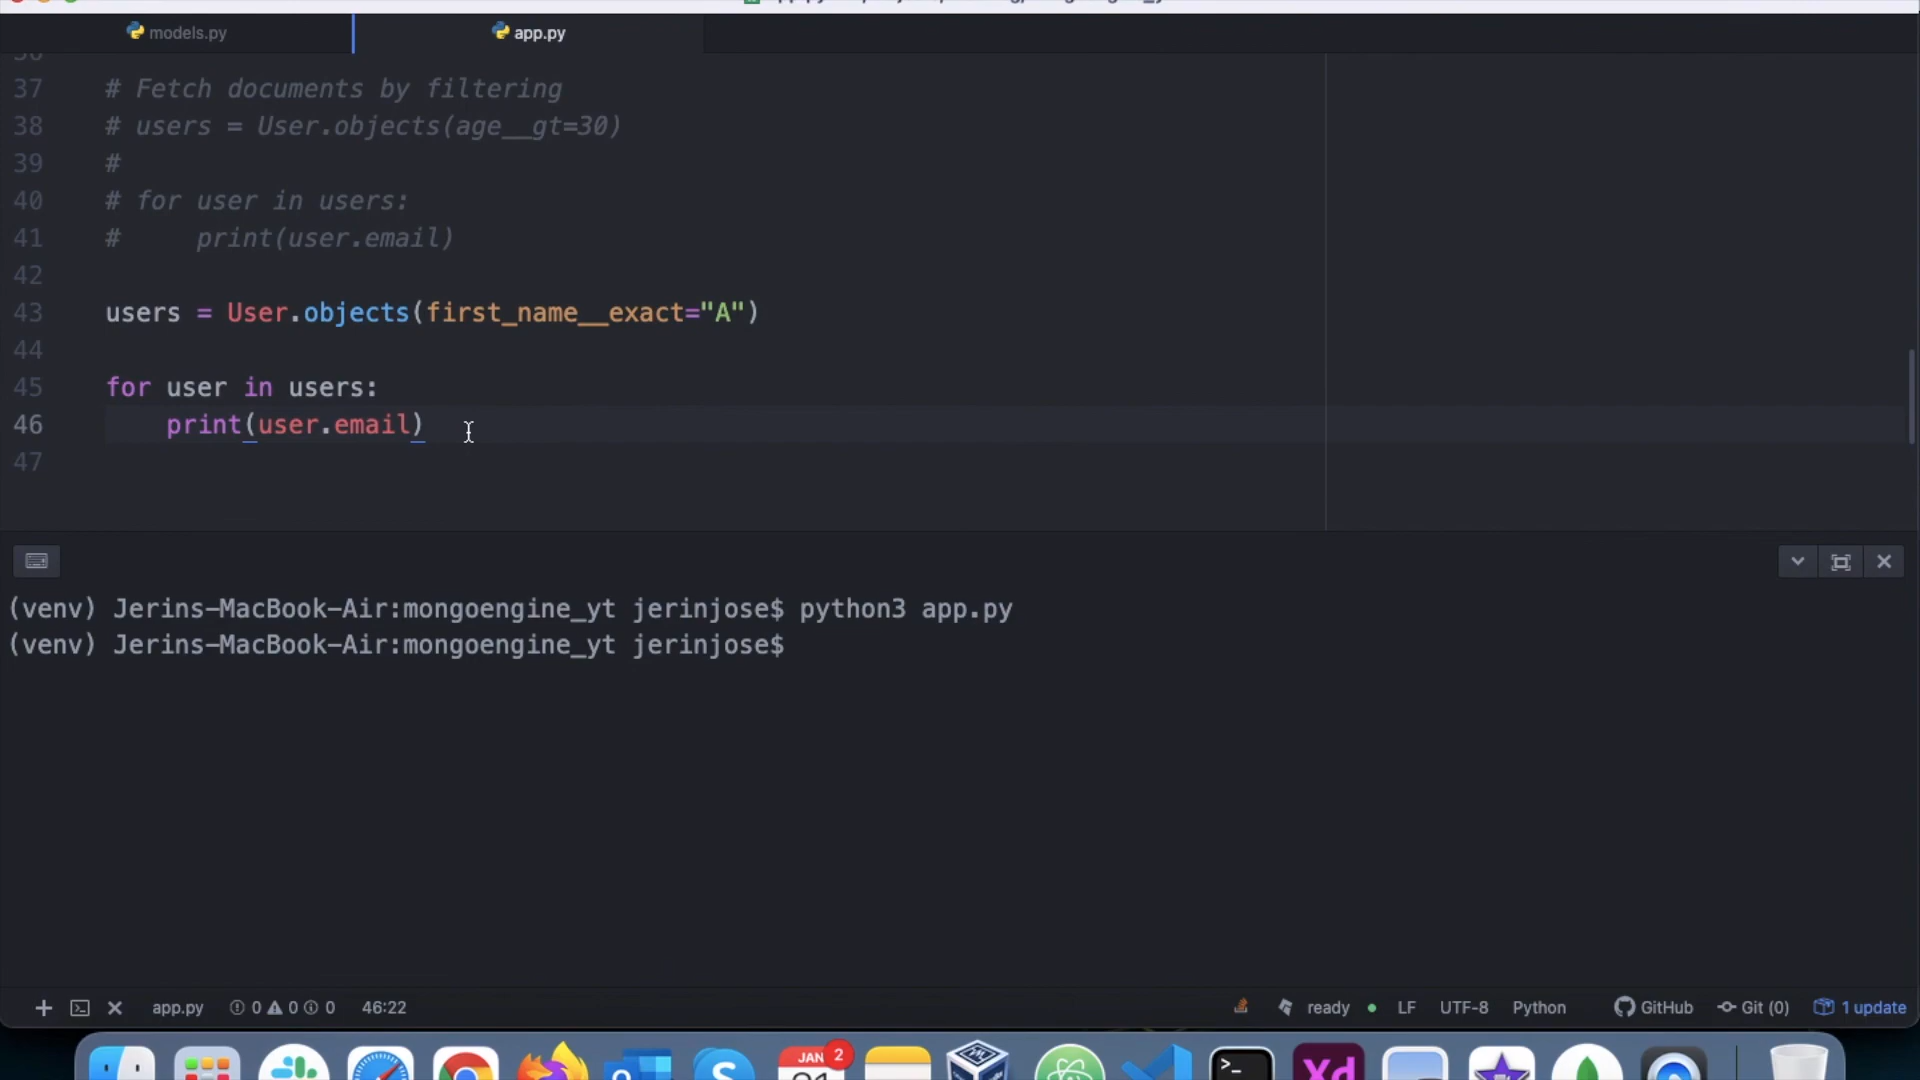 models.py
app.py
37 # Fetch documents by filtering
38 # users = User.objects(age__gt=30)
39 #
40 # for user in users:
41 #     print(user.email)
42
43 users = User.objects(first_name__exact="A")
44
45 for user in users:
46     print(user.email)
47
(venv) Jerins-MacBook-Air:mongoengine_yt jerinjose$ python3 app.py
(venv) Jerins-MacBook-Air:mongoengine_yt jerinjose$
app.py 0 0 0 46:22 ready LF UTF-8 Python GitHub Git (0) 1 update
JAN 2
Xd